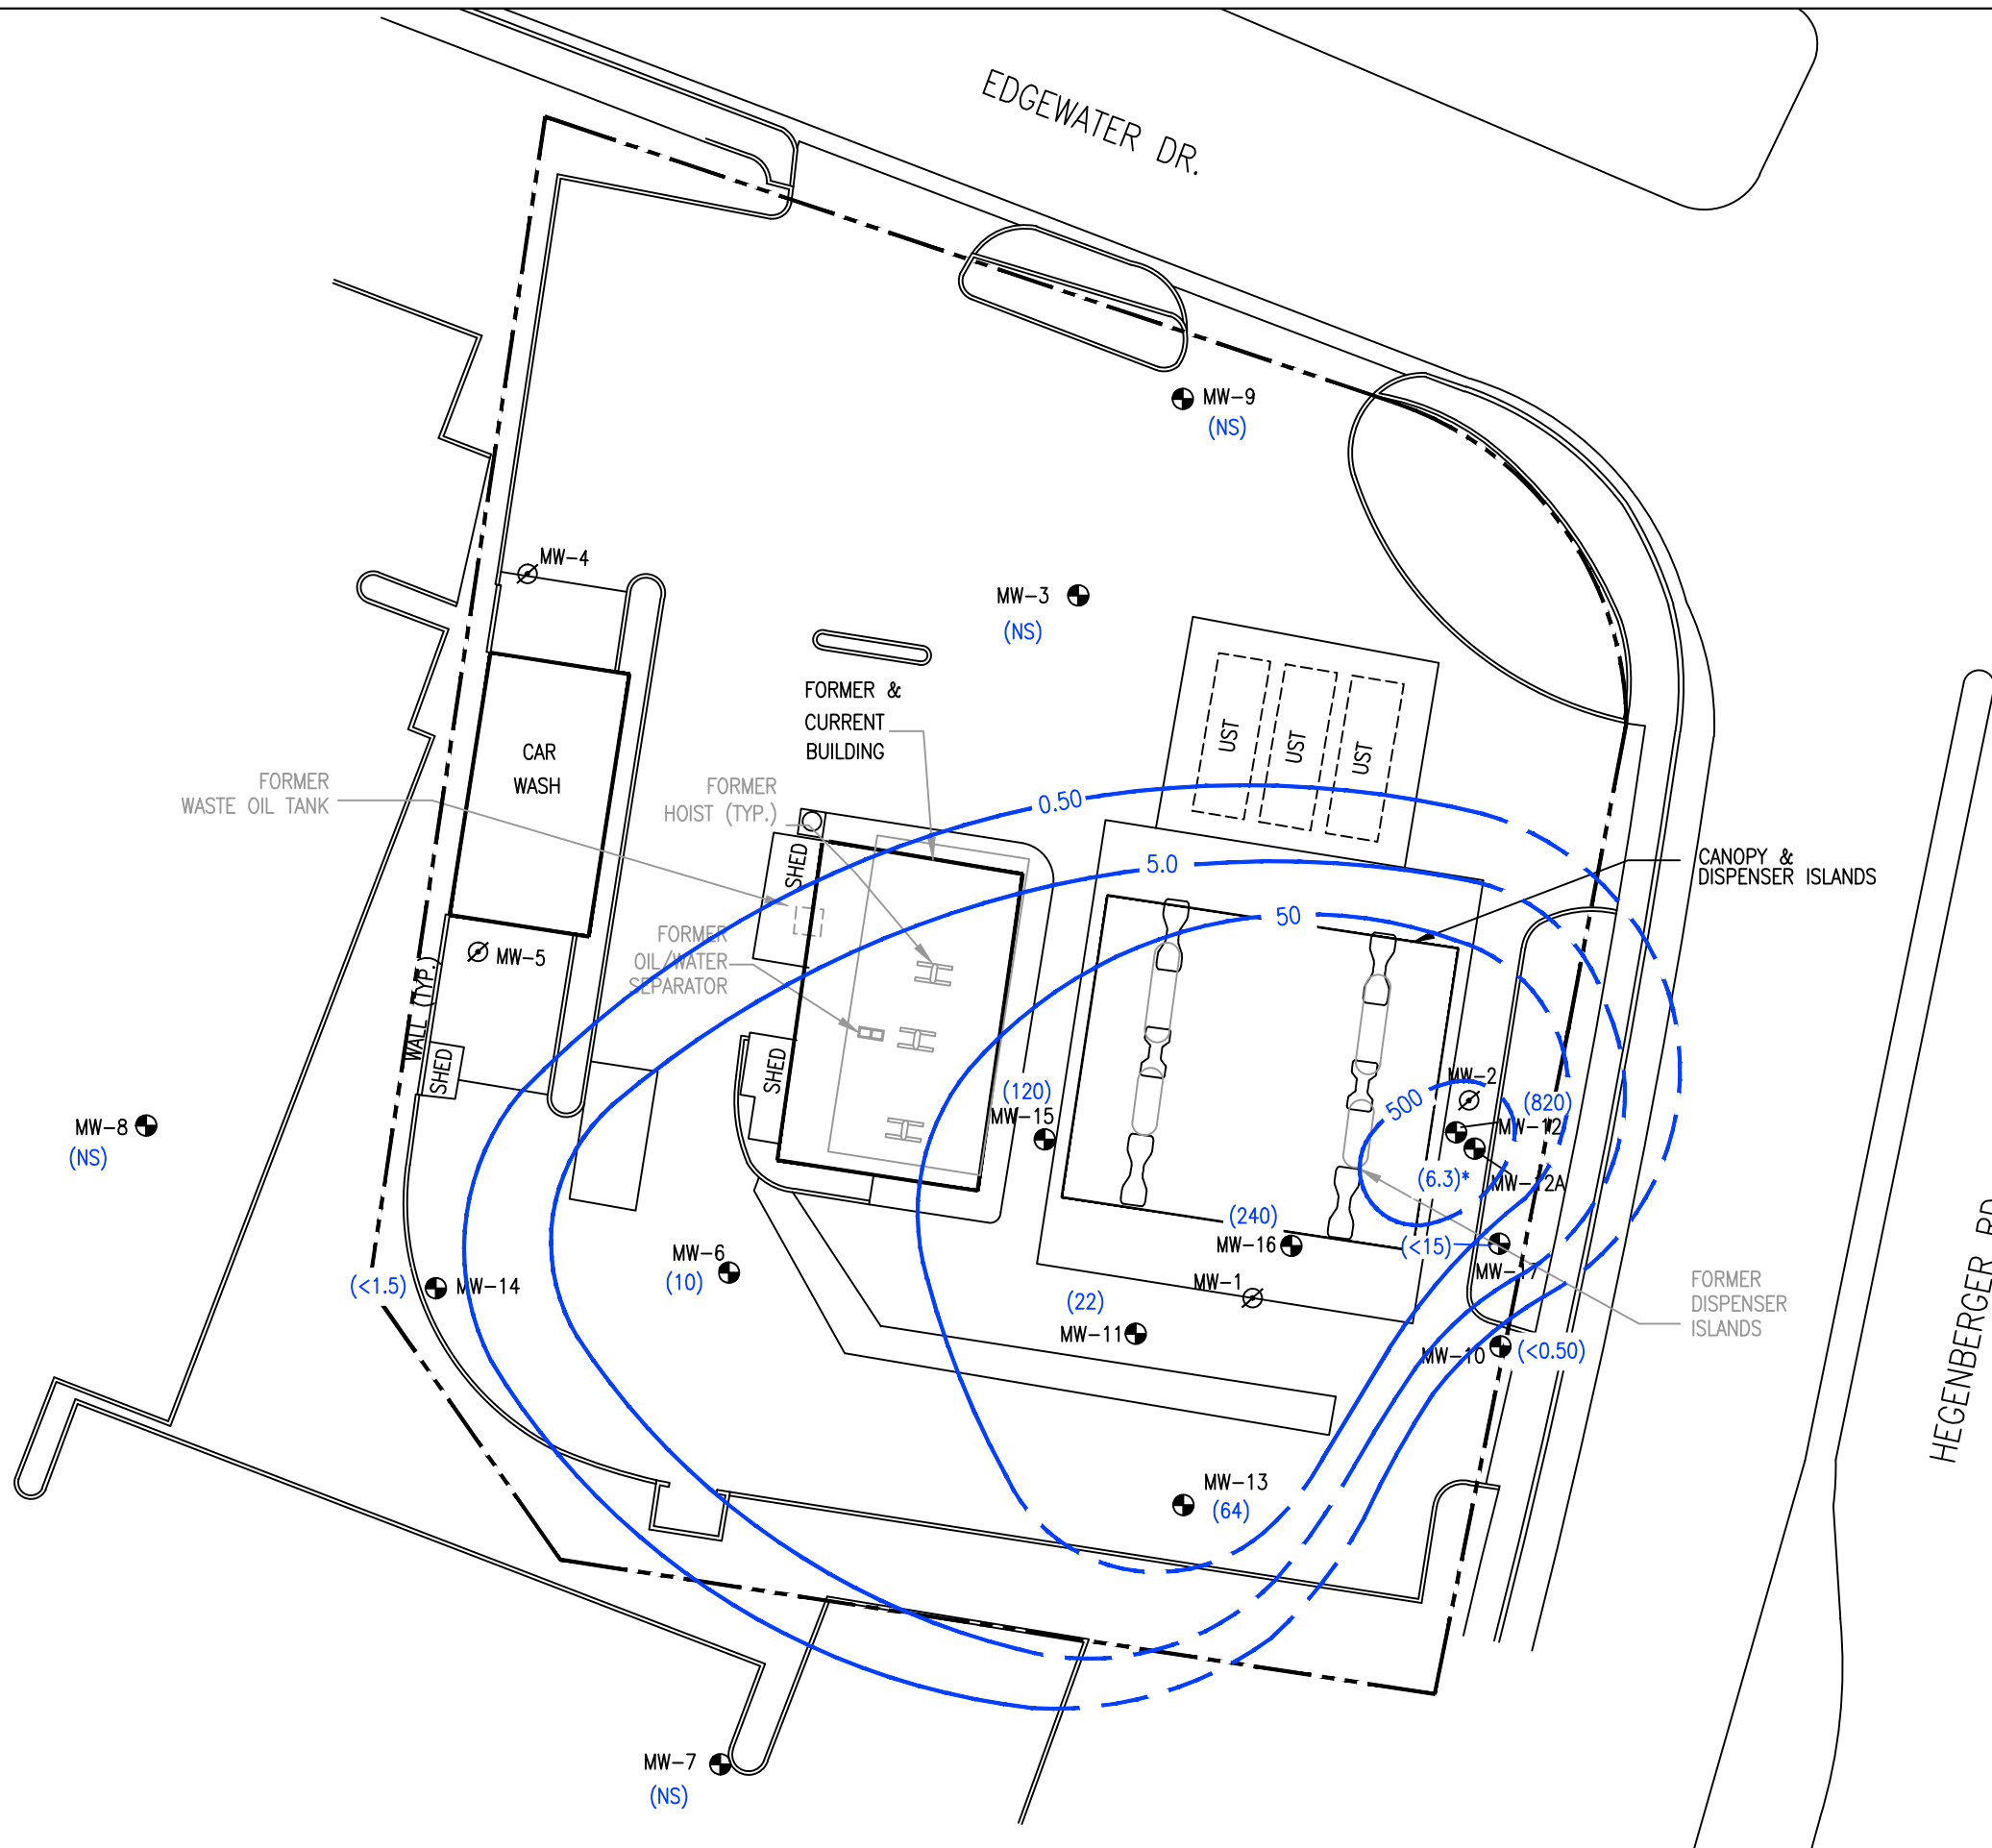 EDGEWATER DR.
MW-9
(NS)
MW-4
MW-3
(NS)
FORMER &
CURRENT
BUILDING
UST
UST
UST
CAR
WASH
FORMER
WASTE OIL TANK
FORMER
HOIST (TYP.)
0.50
5.0
50
SHED
CANOPY &
DISPENSER ISLANDS
FORMER
OIL/WATER
SEPARATOR
MW-5
WALL (TYP.)
SHED
SHED
(120)
MW-15
500
MW-2
(820)
MW-12
(6.3)*
MW-12A
MW-8
(NS)
(240)
MW-16
(<15)
MW-17
MW-6
(10)
(<1.5)
MW-14
MW-1
(22)
MW-11
MW-10
(<0.50)
FORMER
DISPENSER
ISLANDS
HEGENBERGER RD
MW-13
(64)
MW-7
(NS)